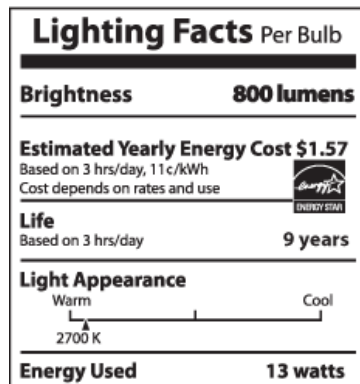 Lighting Facts Per Bulb
Brightness 800 lumens
Estimated Yearly Energy Cost $1.57
Based on 3 hrs/day, 11¢/kWh
Cost depends on rates and use
energy
ENERGY STAR
Life
Based on 3 hrs/day 9 years
Light Appearance
Warm Cool
2700 K
Energy Used 13 watts